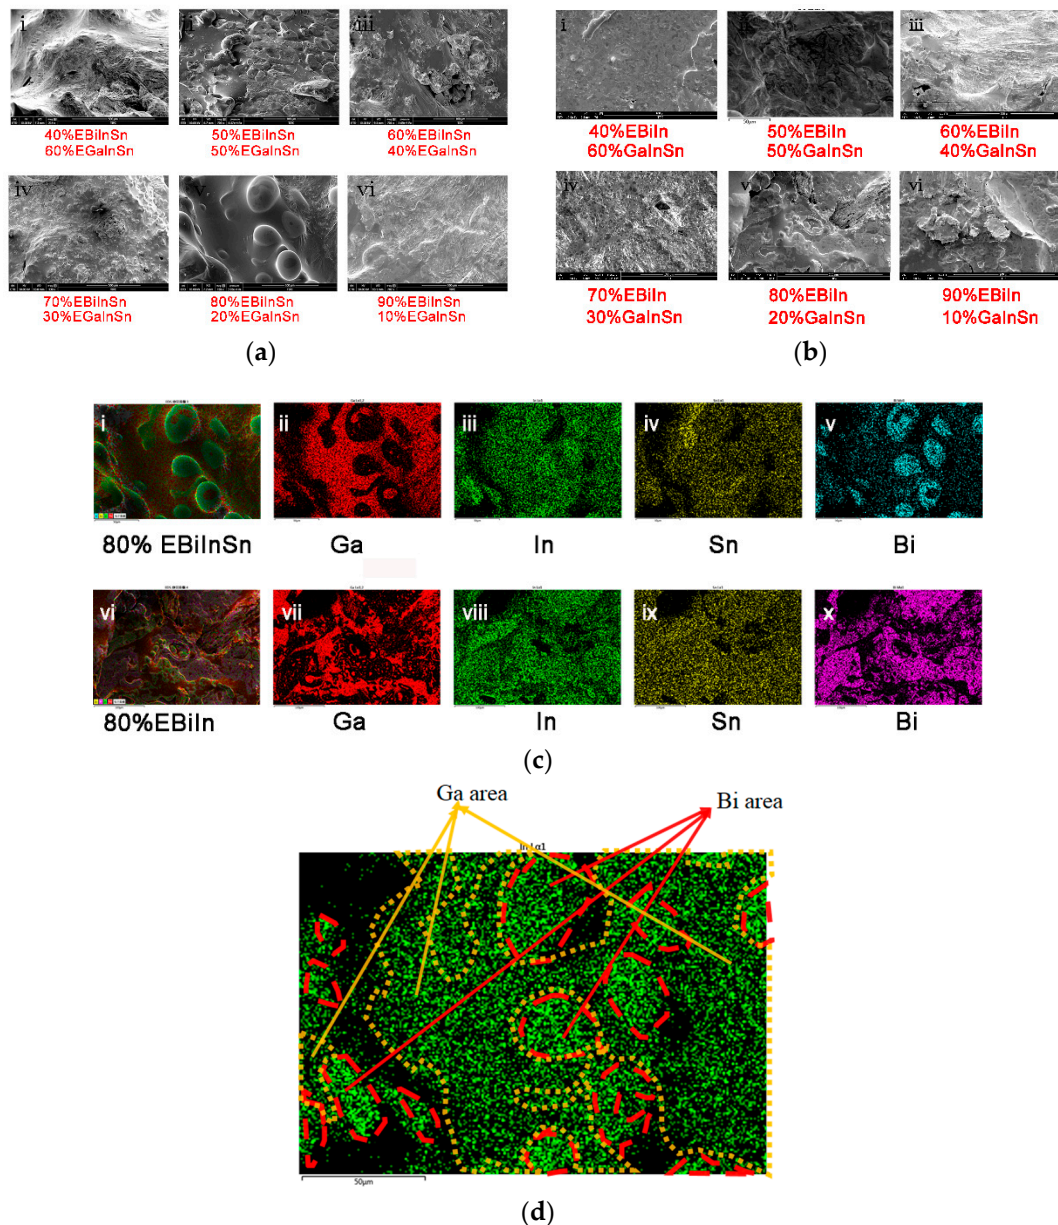 i
ii
iii
40%EBiInSn
60%EGaInSn
50%EBiInSn
50%EGaInSn
60%EBiInSn
40%EGaInSn
iv
v
vi
70%EBiInSn
30%EGaInSn
80%EBiInSn
20%EGaInSn
90%EBiInSn
10%EGaInSn
(a)
i
ii
iii
50μm
40%EBiIn
60%GaInSn
50%EBiIn
50%GaInSn
60%EBiIn
40%GaInSn
iv
v
vi
70%EBiIn
30%GaInSn
80%EBiIn
20%GaInSn
90%EBiIn
10%GaInSn
(b)
i
ii
iii
iv
v
80% EBiInSn
Ga
In
Sn
Bi
vi
vii
viii
ix
x
80%EBiIn
Ga
In
Sn
Bi
(c)
Ga area
Bi area
In Lα1
50μm
(d)